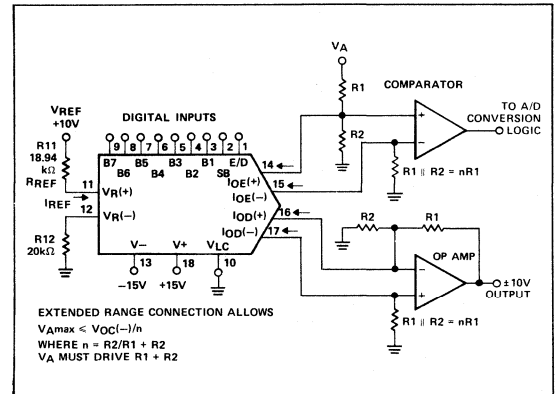 VA
R1
COMPARATOR
TO A/D
CONVERSION
LOGIC
+
−
R2
R1 || R2 = nR1
VREF
+10V
DIGITAL INPUTS
R11
18.94
kΩ
RREF
IREF
9 8 7 6 5 4 3 2 1
B7 B5 B3 B1 E/D
B6 B4 B2 SB
11
VR(+)
12
VR(−)
R12
20kΩ
14
IOE(+)
15
IOE(−)
16
IOD(+)
17
IOD(−)
V− V+ VLC
13 18 10
−15V +15V
R2 R1
−
+
OP AMP
±10V
OUTPUT
R1 || R2 = nR1
EXTENDED RANGE CONNECTION ALLOWS
VAmax ≤ VOC(−)/n
WHERE n = R2/R1 + R2
VA MUST DRIVE R1 + R2